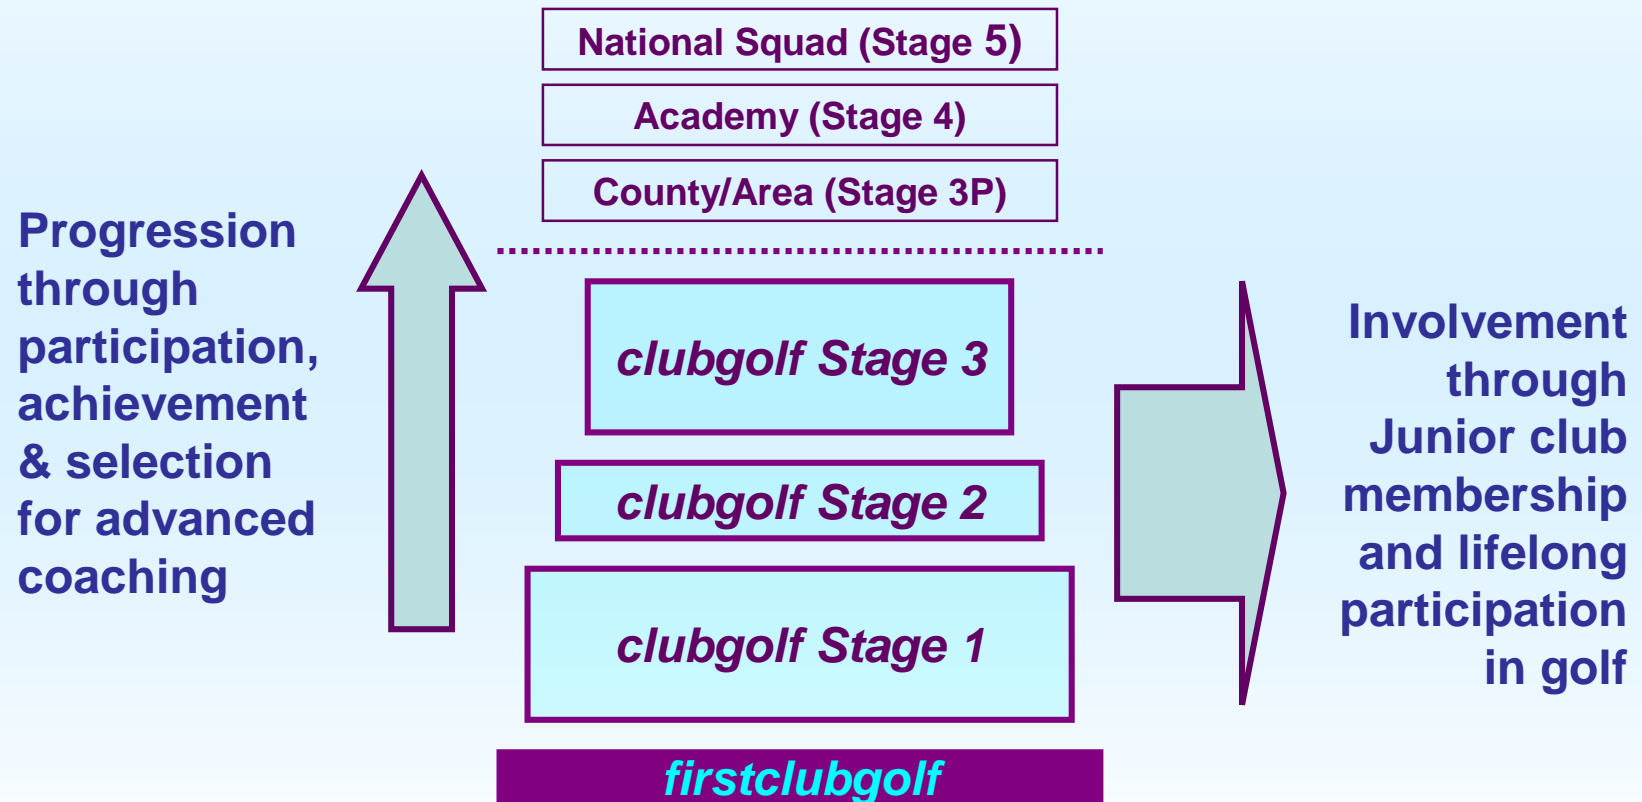 National Squad (Stage 5)
Academy (Stage 4)
County/Area (Stage 3P)
Progression
through
participation,
achievement
& selection
for advanced
coaching
clubgolf Stage 3
clubgolf Stage 2
clubgolf Stage 1
firstclubgolf
Involvement
through
Junior club
membership
and lifelong
participation
in golf